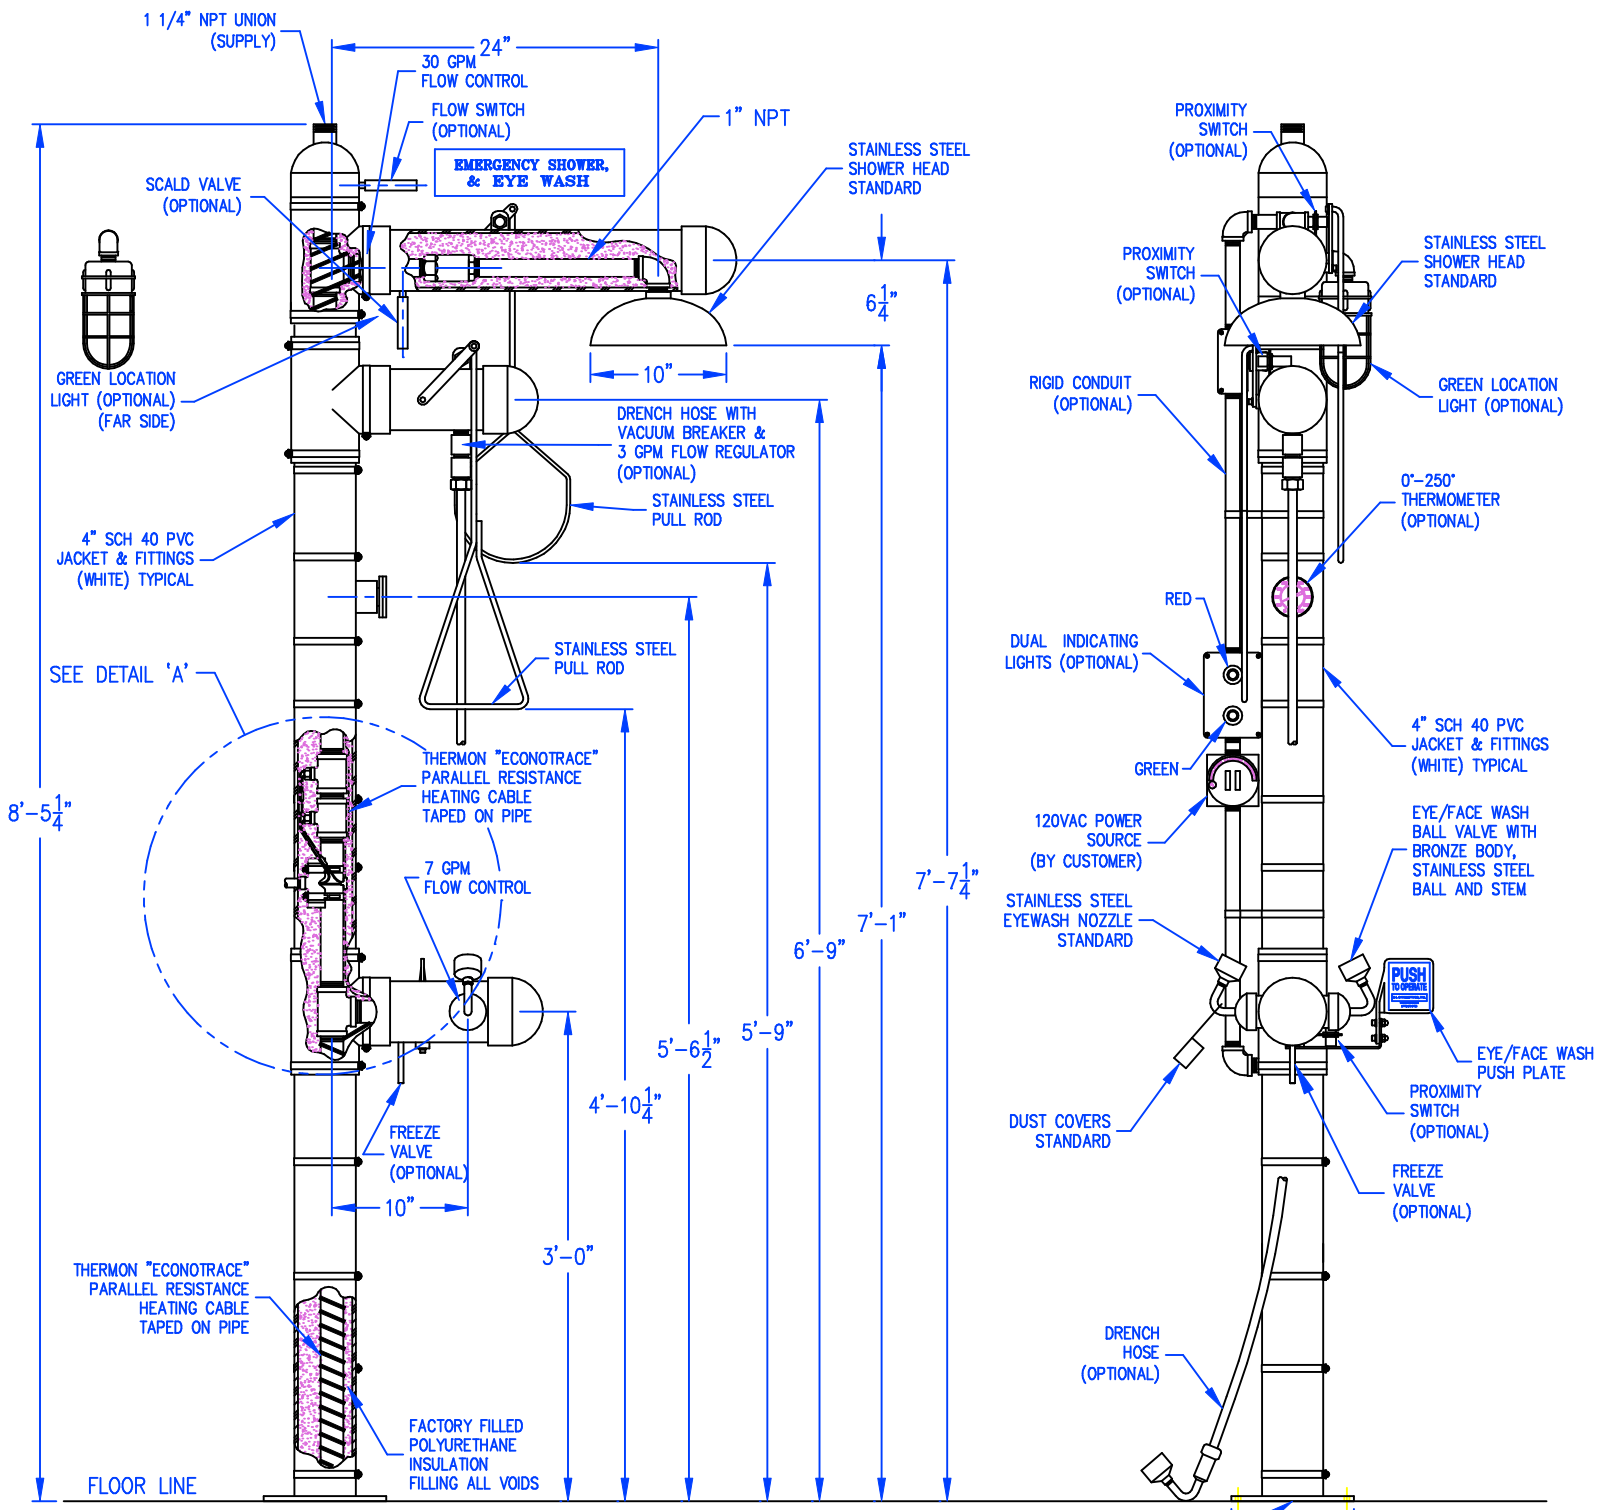 1 1/4" NPT UNION
(SUPPLY)
24"
30 GPM
FLOW CONTROL
FLOW SWITCH
(OPTIONAL)
1" NPT
EMERGENCY SHOWER,
& EYE WASH
SCALD VALVE
(OPTIONAL)
STAINLESS STEEL
SHOWER HEAD
STANDARD
6 1/4"
10"
GREEN LOCATION
LIGHT (OPTIONAL)
(FAR SIDE)
DRENCH HOSE WITH
VACUUM BREAKER &
3 GPM FLOW REGULATOR
(OPTIONAL)
STAINLESS STEEL
PULL ROD
4" SCH 40 PVC
JACKET & FITTINGS
(WHITE) TYPICAL
STAINLESS STEEL
PULL ROD
SEE DETAIL 'A'
THERMON "ECONOTRACE"
PARALLEL RESISTANCE
HEATING CABLE
TAPED ON PIPE
8'-5 1/4"
7 GPM
FLOW CONTROL
7'-7 1/4"
7'-1"
6'-9"
5'-9"
5'-6 1/2"
4'-10 1/4"
3'-0"
FREEZE
VALVE
(OPTIONAL)
10"
THERMON "ECONOTRACE"
PARALLEL RESISTANCE
HEATING CABLE
TAPED ON PIPE
FACTORY FILLED
POLYURETHANE
INSULATION
FILLING ALL VOIDS
FLOOR LINE
PROXIMITY
SWITCH
(OPTIONAL)
PROXIMITY
SWITCH
(OPTIONAL)
STAINLESS STEEL
SHOWER HEAD
STANDARD
RIGID CONDUIT
(OPTIONAL)
GREEN LOCATION
LIGHT (OPTIONAL)
0°-250°
THERMOMETER
(OPTIONAL)
RED
DUAL INDICATING
LIGHTS (OPTIONAL)
4" SCH 40 PVC
JACKET & FITTINGS
(WHITE) TYPICAL
GREEN
120VAC POWER
SOURCE
(BY CUSTOMER)
EYE/FACE WASH
BALL VALVE WITH
BRONZE BODY,
STAINLESS STEEL
BALL AND STEM
STAINLESS STEEL
EYEWASH NOZZLE
STANDARD
PUSH
TO OPERATE
EYE/FACE WASH
PUSH PLATE
PROXIMITY
SWITCH
(OPTIONAL)
DUST COVERS
STANDARD
FREEZE
VALVE
(OPTIONAL)
DRENCH
HOSE
(OPTIONAL)